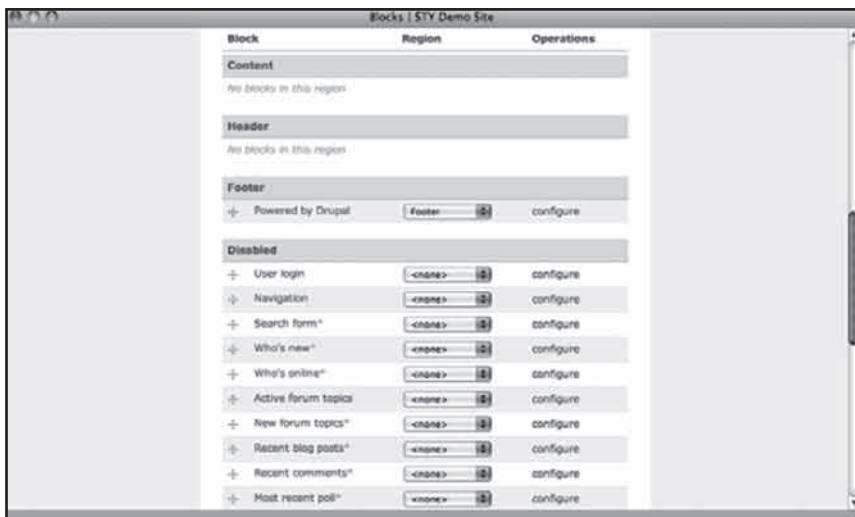 Blocks | STY Demo Site
Block Region Operations
Content
No blocks in this region
Header
No blocks in this region
Footer
Powered by Drupal Footer configure
Disabled
User login <none> configure
Navigation <none> configure
Search form* <none> configure
Who's new* <none> configure
Who's online* <none> configure
Active forum topics <none> configure
New forum topics* <none> configure
Recent blog posts* <none> configure
Recent comments* <none> configure
Most recent poll* <none> configure